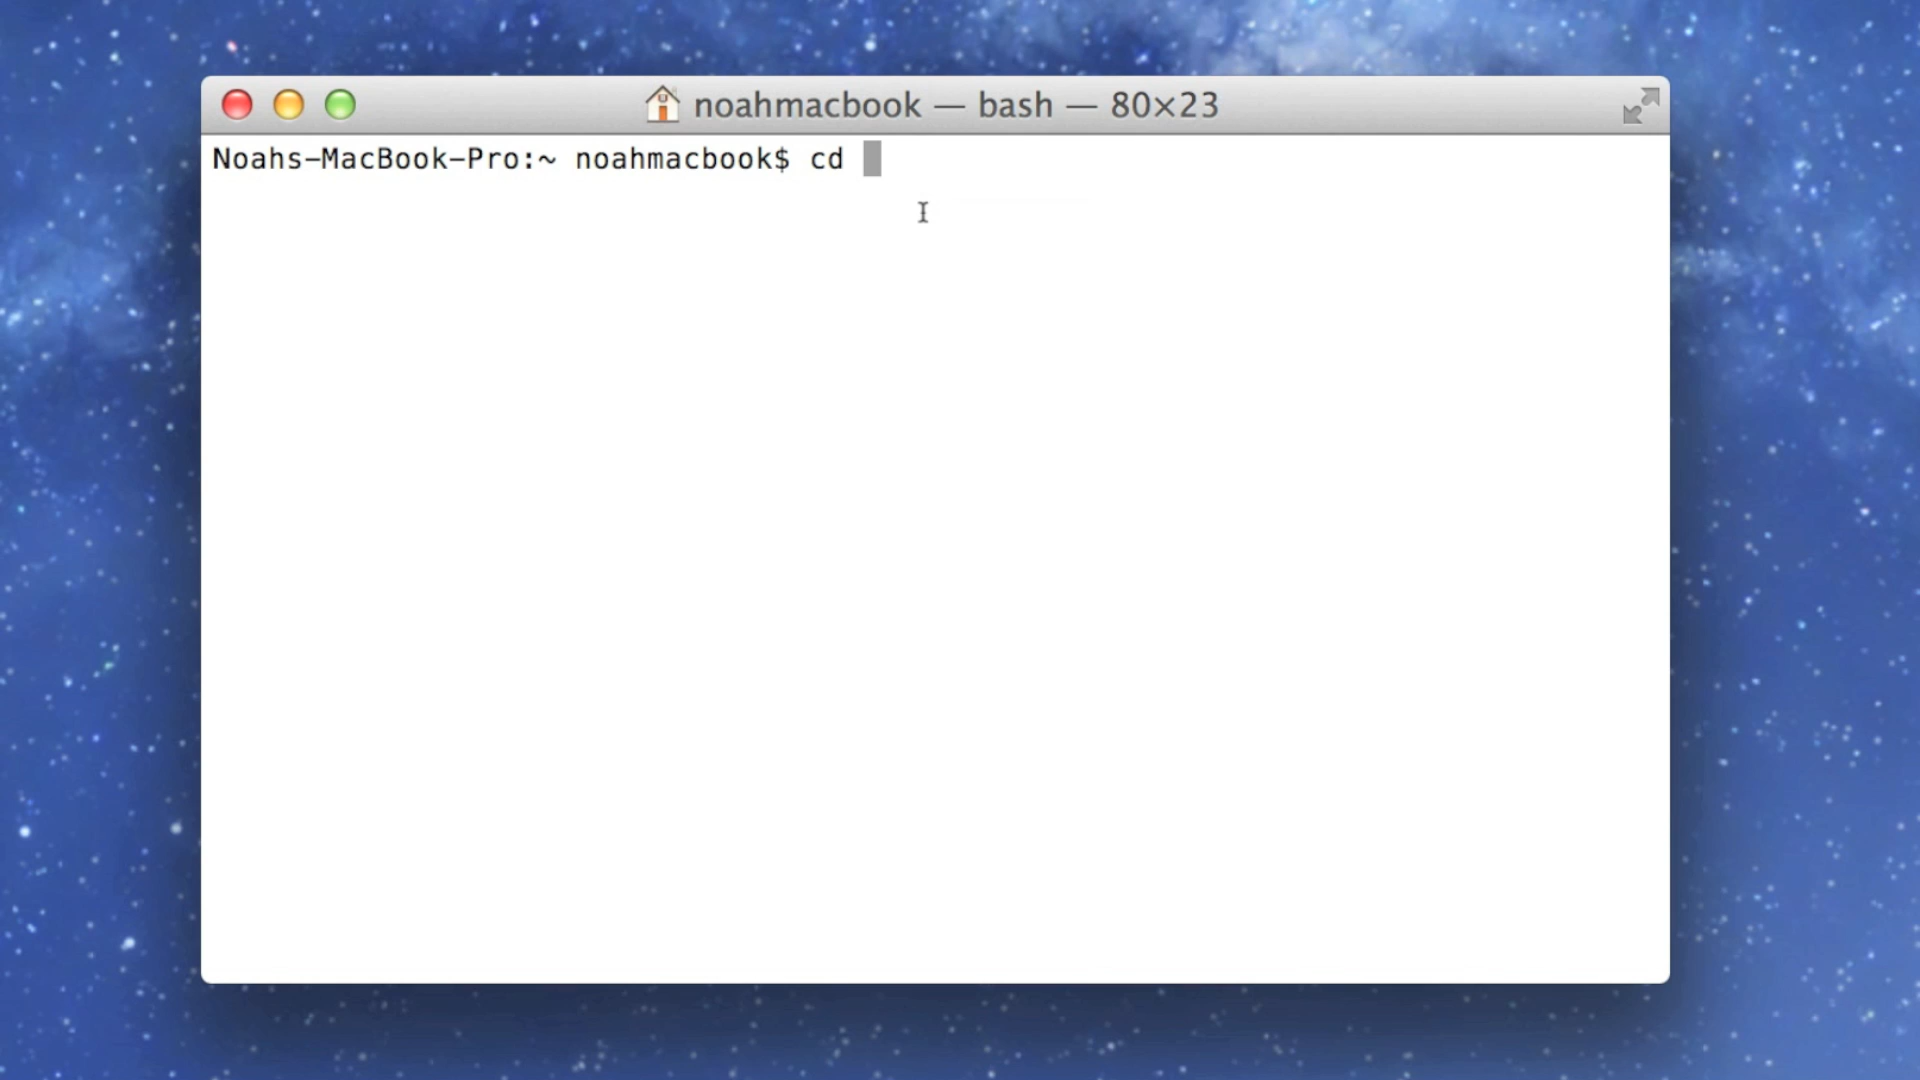 noahmacbook — bash — 80×23
Noahs-MacBook-Pro:~ noahmacbook$ cd